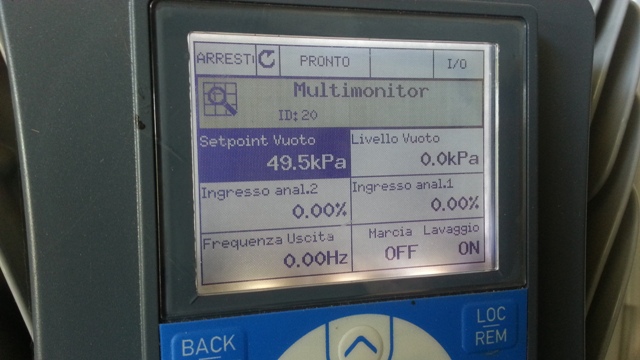 ARRESTI PRONTO I/O
Multimonitor
ID: 20
Setpoint Vuoto Livello Vuoto
49.5kPa 0.0kPa
Ingresso anal.2 Ingresso anal.1
0.00% 0.00%
Frequenza Uscita Marcia Lavaggio
0.00Hz OFF ON
BACK LOC
REM